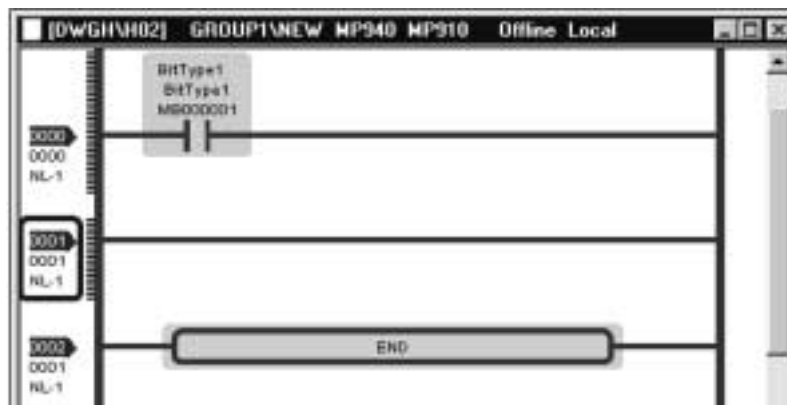 [DWGH\H02] GROUP1\NEW MP940 MP910 Offline Local
BitType1
BitType1
MB000001
0000
0000
NL-1
0001
0001
NL-1
0002
END
0001
NL-1